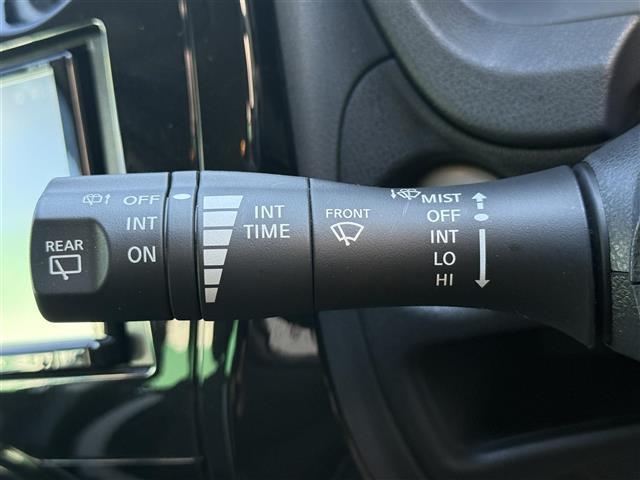 REAR
OFF
INT
ON
INT
TIME
FRONT
MIST
OFF
INT
LO
HI